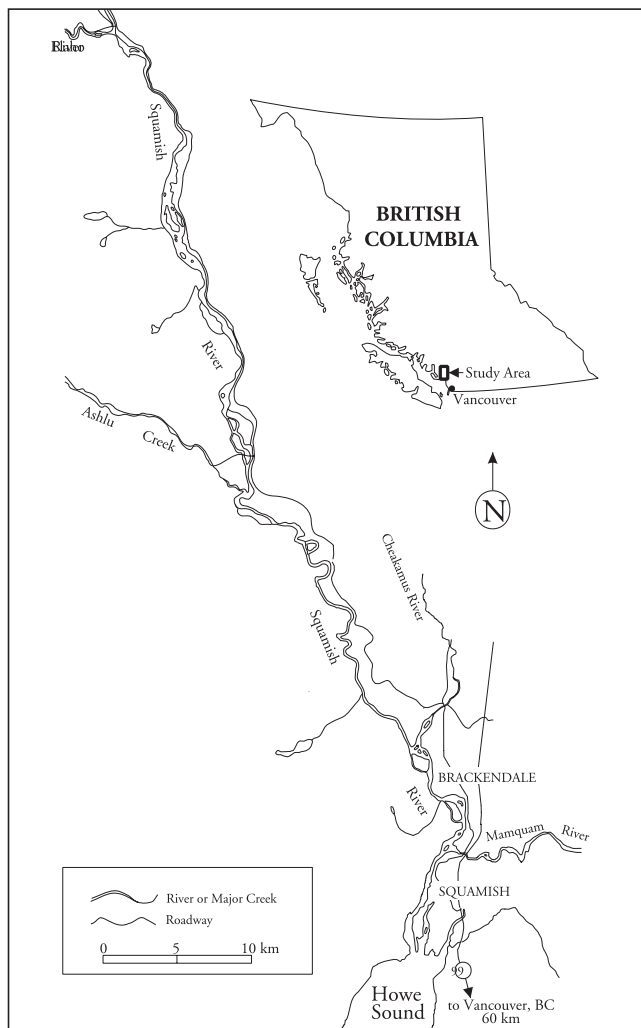 Squamish
River
BRITISH
COLUMBIA
Study Area
Vancouver
Ashlu
Creek
N
Cheakamus River
Squamish
River
BRACKENDALE
Mamquam
River
SQUAMISH
River or Major Creek
Roadway
0 5 10 km
99
Howe
Sound
to Vancouver, BC
60 km